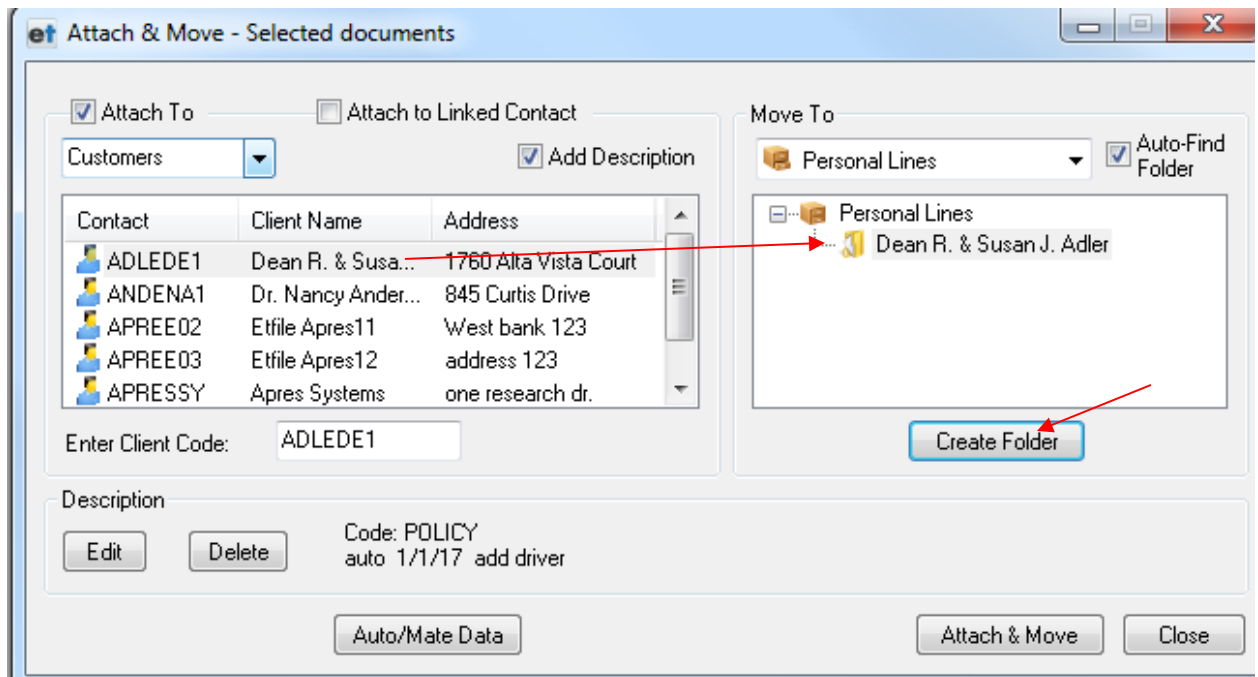 et Attach & Move - Selected documents
Attach To
Attach to Linked Contact
Customers
Add Description
Contact Client Name Address
ADLEDE1 Dean R. & Susa... 1760 Alta Vista Court
ANDENA1 Dr. Nancy Ander... 845 Curtis Drive
APREE02 Etfile Apres11 West bank 123
APREE03 Etfile Apres12 address 123
APRESSY Apres Systems one research dr.
Enter Client Code: ADLEDE1
Move To
Personal Lines
Auto-Find
Folder
Personal Lines
Dean R. & Susan J. Adler
Create Folder
Description
Edit
Delete
Code: POLICY
auto 1/1/17 add driver
Auto/Mate Data
Attach & Move
Close